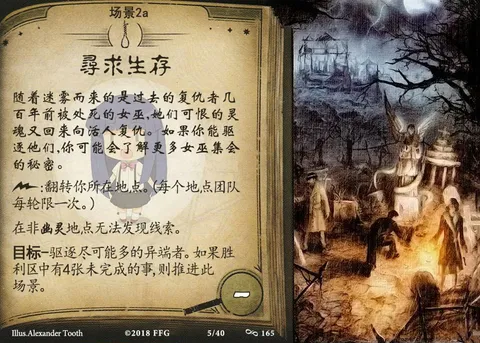 场景2a
尋求生存
随着迷雾而来的是过去的复仇者几
百年前被处死的女巫,她们可恨的灵
魂又回来向活人复仇。如果你能驱
逐他们,你可能了解更多女巫集会
的秘密。
:翻转你所在地点。(每个地点团队
每轮限一次。)
在非幽灵地点无法发现线索。
目标–驱逐尽可能多的异端者。如果胜
利区中有4张未完成的事,则推进此
场景。
–
Illus.Alexander Tooth
©2018 FFG
5/40
165